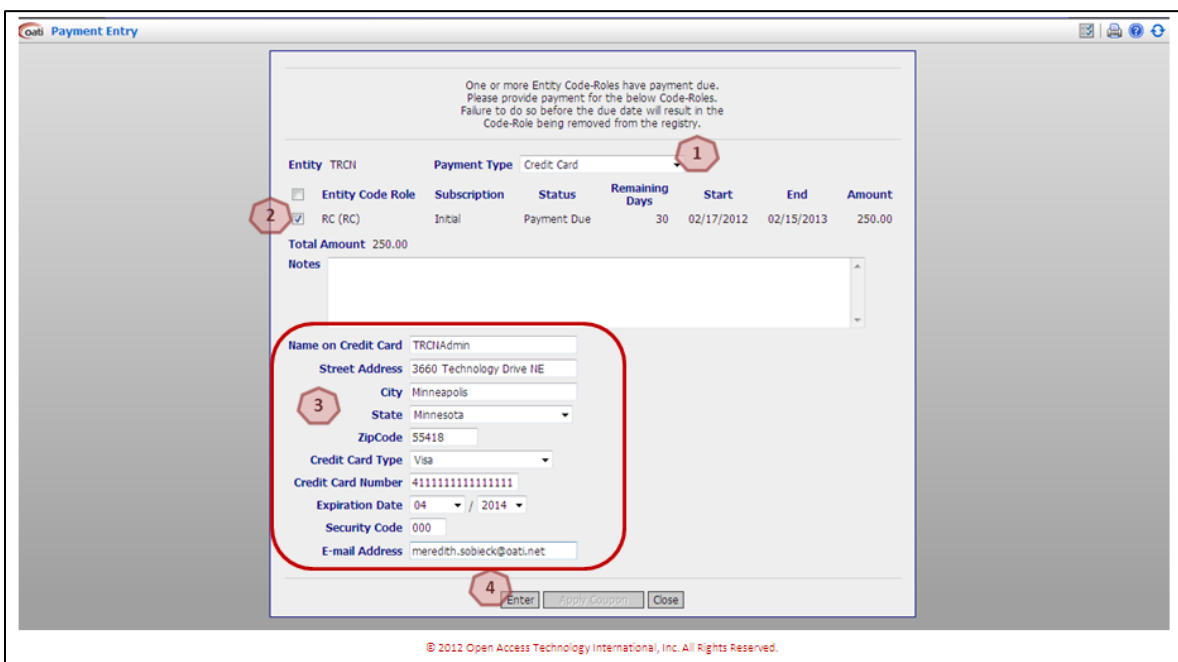 oati Payment Entry
One or more Entity Code-Roles have payment due.
Please provide payment for the below Code-Roles.
Failure to do so before the due date will result in the
Code-Role being removed from the registry.
Entity TRCN Payment Type Credit Card 1
Entity Code Role Subscription Status Remaining Days Start End Amount
2 RC (RC) Initial Payment Due 30 02/17/2012 02/15/2013 250.00
Total Amount 250.00
Notes
Name on Credit Card TRCNAdmin
Street Address 3660 Technology Drive NE
City Minneapolis
3
State Minnesota
ZipCode 55418
Credit Card Type Visa
Credit Card Number 4111111111111111
Expiration Date 04 / 2014
Security Code 000
E-mail Address meredith.sobieck@oati.net
4 Enter Apply Coupon Close
© 2012 Open Access Technology International, Inc. All Rights Reserved.